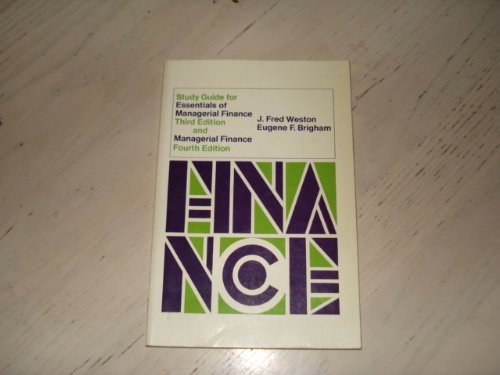 Study Guide for
Essentials of
Managerial Finance
Third Edition
and
Managerial Finance
Fourth Edition
J. Fred Weston
Eugene F. Brigham
FINA
NCE